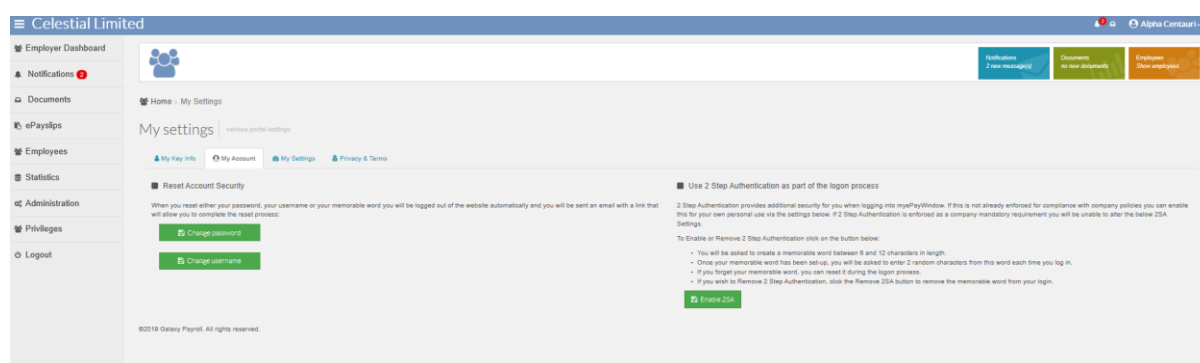 Celestial Limited
2
Alpha Centauri
Employer Dashboard
Notifications 2
Documents
ePayslips
Employees
Statistics
Administration
Privileges
Logout
Notifications
2 new message(s)
Documents
no new documents
Employees
Show employees
Home > My Settings
My settings various portal settings
My Key Info My Account My Settings Privacy & Terms
Reset Account Security
When you reset either your password, your username or your memorable word you will be logged out of the website automatically and you will be sent an email with a link that
will allow you to complete the reset process:
Change password
Change username
Use 2 Step Authentication as part of the logon process
2 Step Authentication provides additional security for you when logging into myePayWindow. If this is not already enforced for compliance with company policies you can enable
this for your own personal use via the settings below. If 2 Step Authentication is enforced as a company mandatory requirement you will be unable to alter the below 2SA
Settings.
To Enable or Remove 2 Step Authentication click on the button below:
• You will be asked to create a memorable word between 6 and 12 characters in length.
• Once your memorable word has been set-up, you will be asked to enter 2 random characters from this word each time you log in.
• If you forget your memorable word, you can reset it during the logon process.
• If you wish to Remove 2 Step Authentication, click the Remove 2SA button to remove the memorable word from your login.
Enable 2SA
©2019 Galaxy Payroll. All rights reserved.